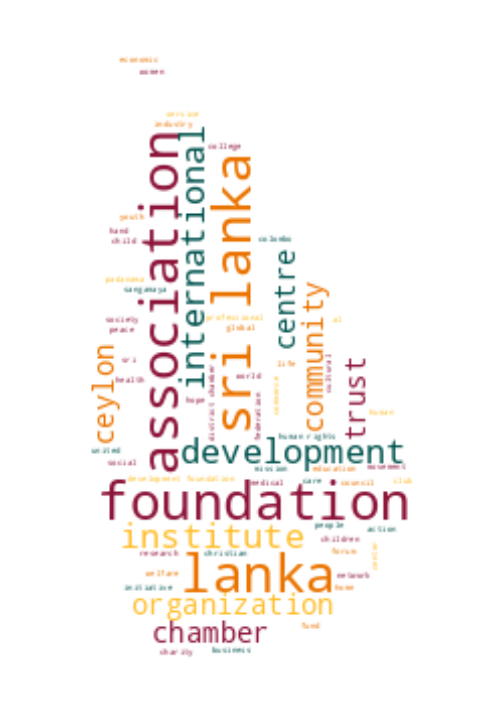 economic
women
service
industry
association
international
college
sri lanka
youth
hand
child
colombo
centre
padanama
sangamaya
community
society
professional
al
peace
global
ceylon
sri
district chamber
life
cultural
trust
health
world
commerce
hope
federation
human
united
human rights
development
social
mission
education
movement
development foundation
medical
care
council
club
foundation
institute
people
action
children
research
christian
forum
center
lanka
welfare
network
initiative
home
organization
chamber
fund
charity
business